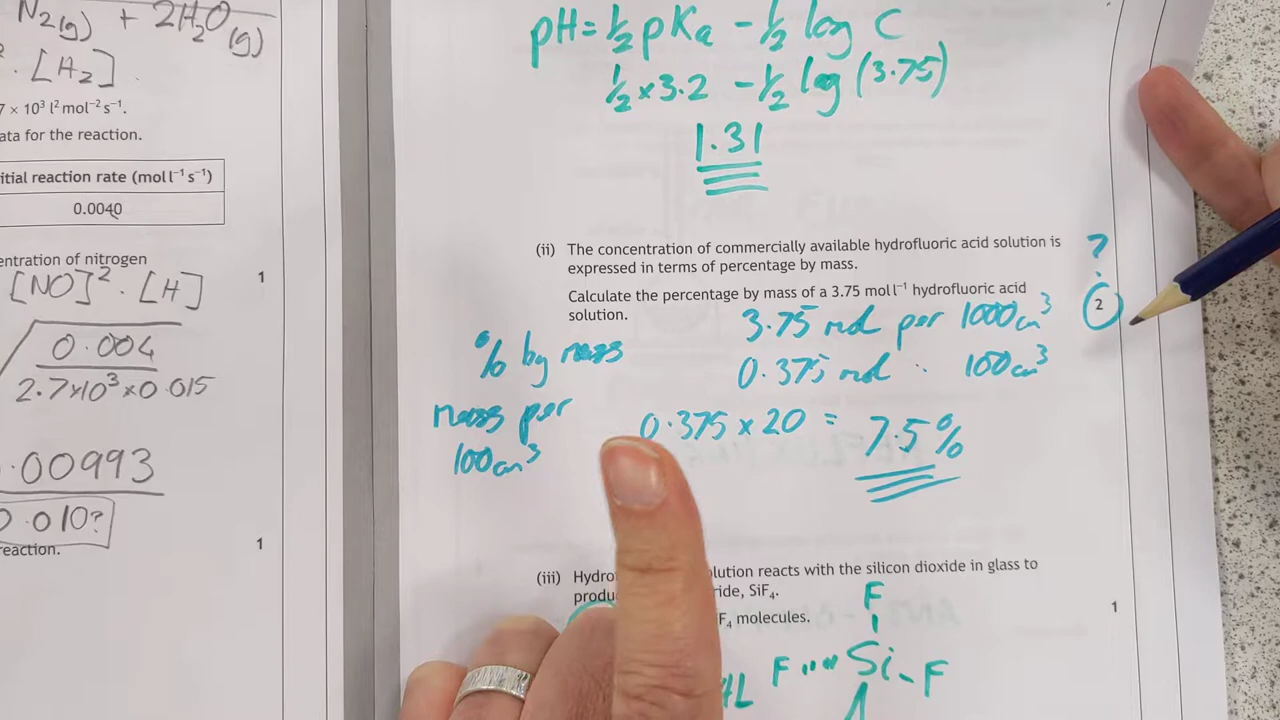 N₂(g) + 2H₂O(g)
· [H₂].
7 × 10³ l² mol⁻² s⁻¹.
ata for the reaction.
itial reaction rate (mol l⁻¹ s⁻¹)
0.0040
entration of nitrogen
1
[NO]² · [H]
0.004
2.7×10³×0.015
.00993
0.010?
reaction.
1
pH = ½ pKa - ½ log C
½ × 3.2 - ½ log (3.75)
1.31
(ii) The concentration of commercially available hydrofluoric acid solution is
expressed in terms of percentage by mass.
?
Calculate the percentage by mass of a 3.75 mol l⁻¹ hydrofluoric acid
solution.
2
3.75 mol per 1000cm³
% by mass
0.375 mol " 100cm³
mass per
100cm³
0.375 × 20 = 7.5%
(iii) Hydro lution reacts with the silicon dioxide in glass to
produ ride, SiF₄.
1
F₄ molecules.
F
F Si F